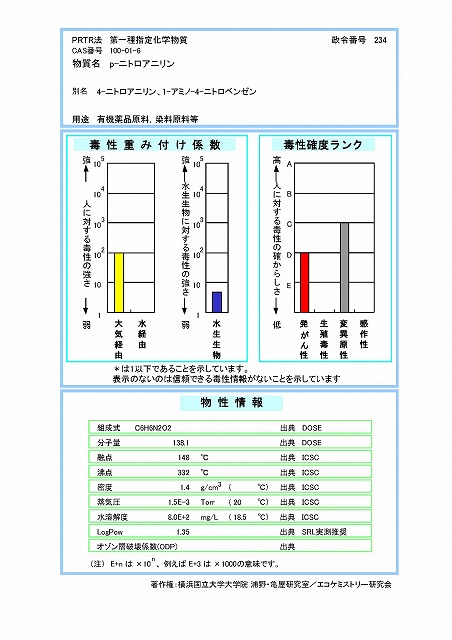 PRTR法 第一種指定化学物質 政令番号 234
CAS番号 100-01-6
物質名 p-ニトロアニリン
別名 4-ニトロアニリン、1-アミノ-4-ニトロベンゼン
用途 有機薬品原料，染料原料等
毒性重み付け係数
強 人に対する毒性の強さ 弱
10^5
10^4
10^3
10^2
10
1
大気経由 水経由
強 水生生物に対する毒性の強さ 弱
10^5
10^4
10^3
10^2
10
1
水生生物
毒性確度ランク
高 人に対する毒性の確からしさ 低
A
B
C
D
E
発がん性 生殖毒性 変異原性 感作性
＊は1以下であることを示しています。
表示のないのは信頼できる毒性情報がないことを示しています
物性情報
組成式 C6H6N2O2 出典 DOSE
分子量 138.1 出典 DOSE
融点 148 ℃ 出典 ICSC
沸点 332 ℃ 出典 ICSC
密度 1.4 g/cm³ ( ℃) 出典 ICSC
蒸気圧 1.5E-3 Torr (20 ℃) 出典 ICSC
水溶解度 8.0E+2 mg/L (18.5 ℃) 出典 ICSC
LogPow 1.35 出典 SRL実測推奨
オゾン層破壊係数(ODP) 出典
(注) E+n は ×10^n、例えば E+3 は ×1000の意味です。
著作権:横浜国立大学大学院 浦野・亀屋研究室／エコケミストリー研究会